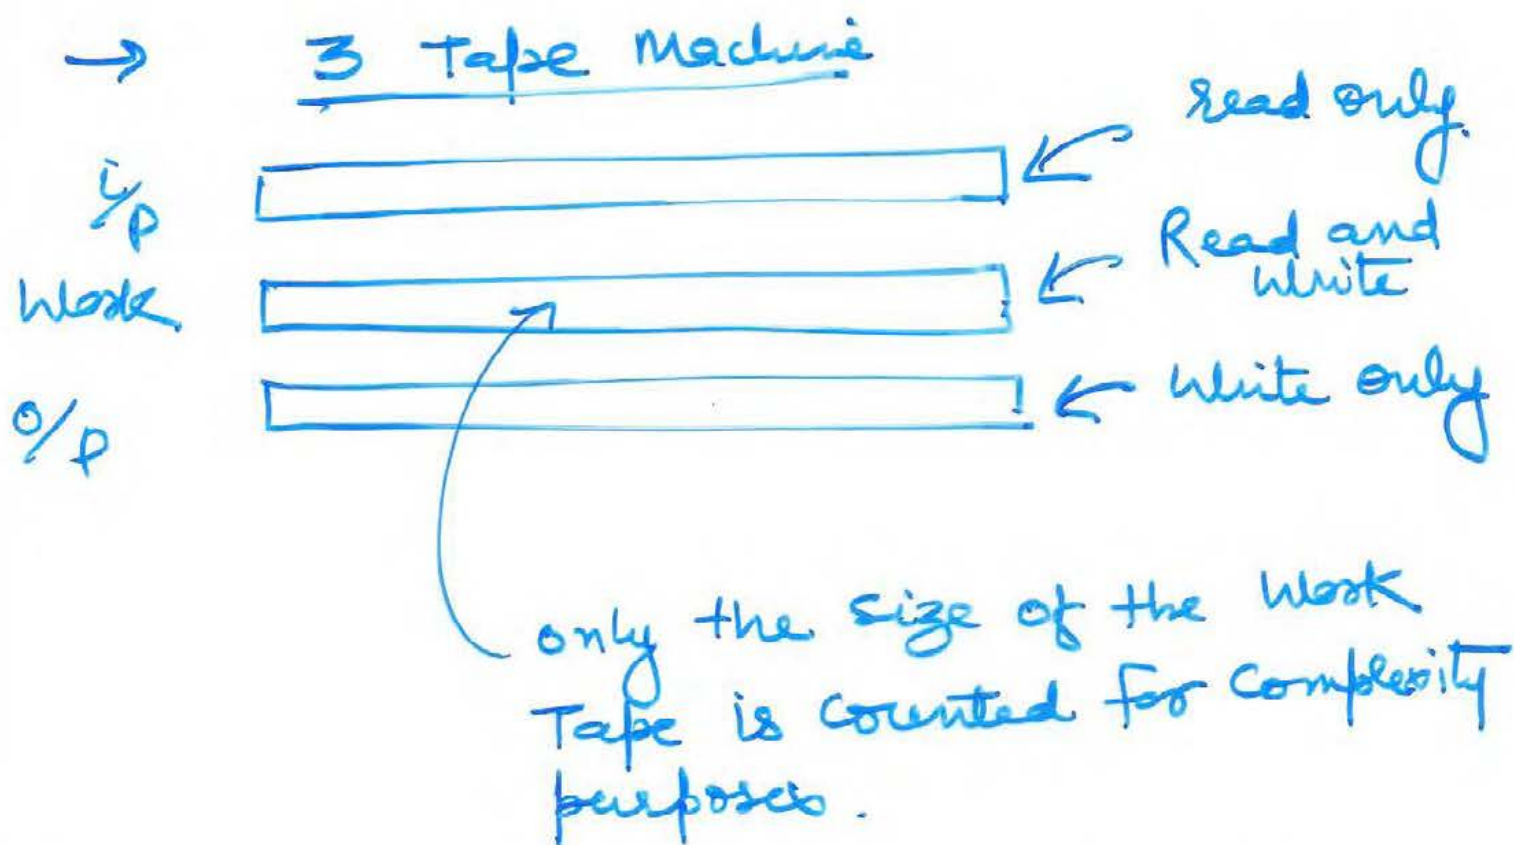 → 3 Tape Machine
i/p read only.
Work Read and
Write
o/p Write only
only the size of the Work
Tape is counted for complexity
purposes.